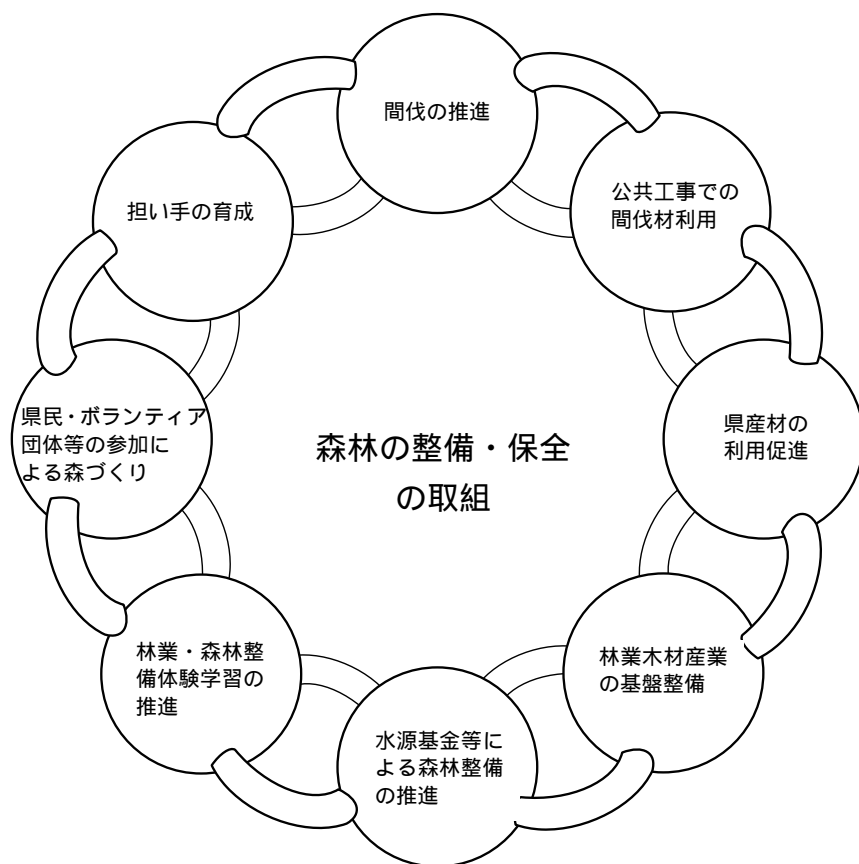 間伐の推進
公共工事での
間伐材利用
県産材の
利用促進
林業木材産業
の基盤整備
水源基金等に
よる森林整備
の推進
林業・森林整
備体験学習の
推進
県民・ボランティア
団体等の参加に
よる森づくり
担い手の育成
森林の整備・保全
の取組